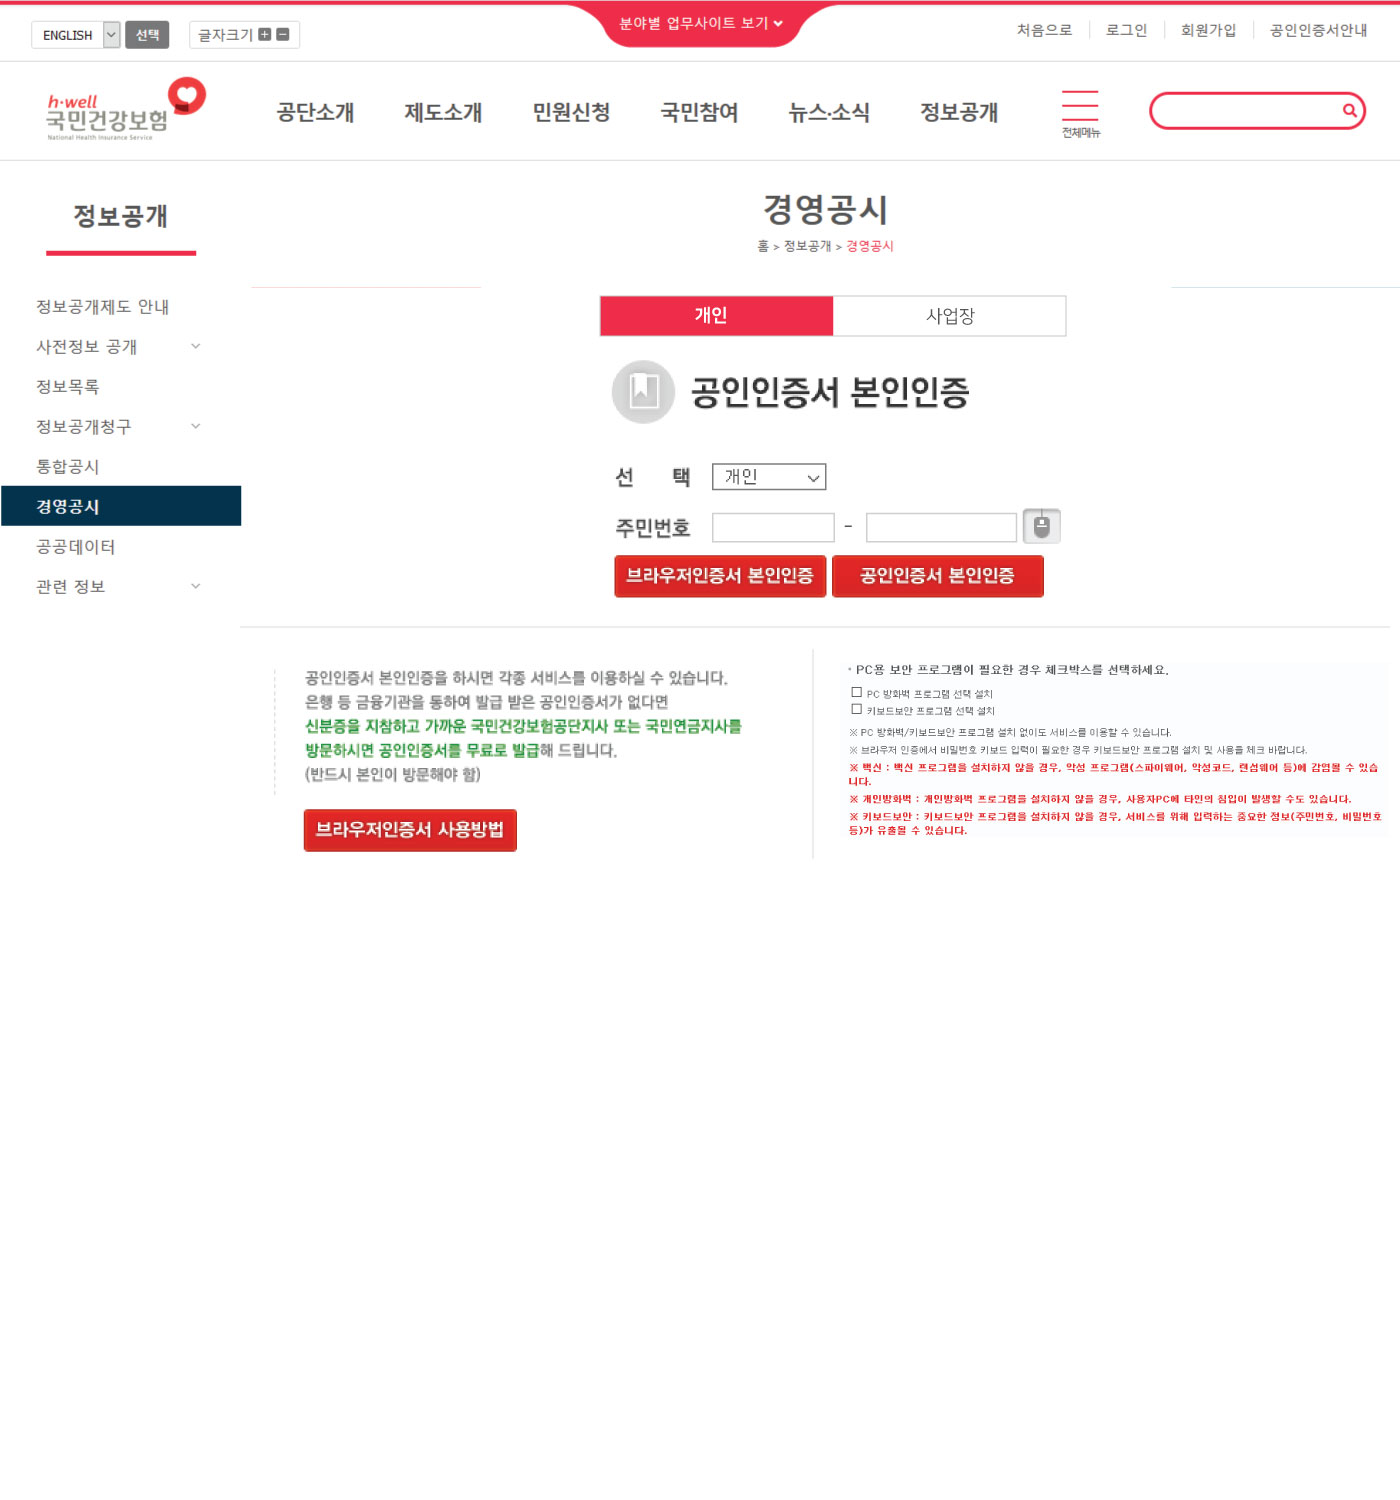 분야별 업무사이트 보기
ENGLISH 선택 글자크기
처음으로 로그인 회원가입 공인인증서안내
h·well
국민건강보험
National Health Insurance Service
공단소개 제도소개 민원신청 국민참여 뉴스·소식 정보공개
전체메뉴
정보공개
정보공개제도 안내
사전정보 공개
정보목록
정보공개청구
통합공시
경영공시
공공데이터
관련 정보
경영공시
홈 > 정보공개 > 경영공시
개인 사업장
공인인증서 본인인증
선 택 개인
주민번호 -
브라우저인증서 본인인증 공인인증서 본인인증
공인인증서 본인인증을 하시면 각종 서비스를 이용하실 수 있습니다.
은행 등 금융기관을 통하여 발급 받은 공인인증서가 없다면
신분증을 지참하고 가까운 국민건강보험공단지사 또는 국민연금지사를
방문하시면 공인인증서를 무료로 발급해 드립니다.
(반드시 본인이 방문해야 함)
브라우저인증서 사용방법
· PC용 보안 프로그램이 필요한 경우 체크박스를 선택하세요.
PC 방화벽 프로그램 선택 설치
키보드보안 프로그램 선택 설치
※ PC 방화벽/키보드보안 프로그램 설치 없이도 서비스를 이용할 수 있습니다.
※ 브라우저 인증에서 비밀번호 키보드 입력이 필요한 경우 키보드보안 프로그램 설치 및 사용을 체크 바랍니다.
※ 백신 : 백신 프로그램을 설치하지 않을 경우, 악성 프로그램(스파이웨어, 악성코드, 랜섬웨어 등)에 감염될 수 있습
니다.
※ 개인방화벽 : 개인방화벽 프로그램을 설치하지 않을 경우, 사용자PC에 타인의 침입이 발생할 수도 있습니다.
※ 키보드보안 : 키보드보안 프로그램을 설치하지 않을 경우, 서비스를 위해 입력하는 중요한 정보(주민번호, 비밀번호
등)가 유출될 수 있습니다.